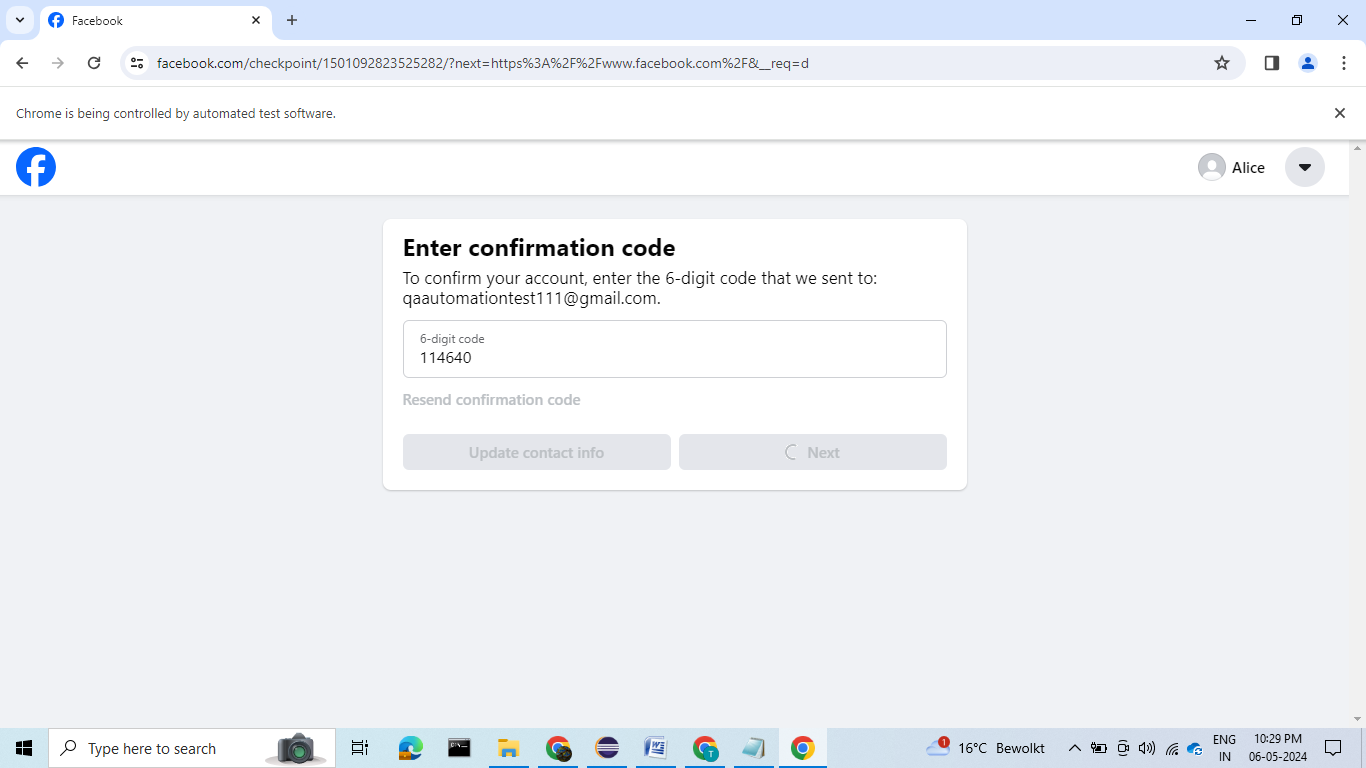 Facebook
facebook.com/checkpoint/1501092823525282/?next=https%3A%2F%2Fwww.facebook.com%2F&__req=d
Chrome is being controlled by automated test software.
Alice
Enter confirmation code
To confirm your account, enter the 6-digit code that we sent to:
qaautomationtest111@gmail.com.
6-digit code
114640
Resend confirmation code
Update contact info
Next
Type here to search
W
T
1
16°C Bewolkt
ENG
IN
10:29 PM
06-05-2024